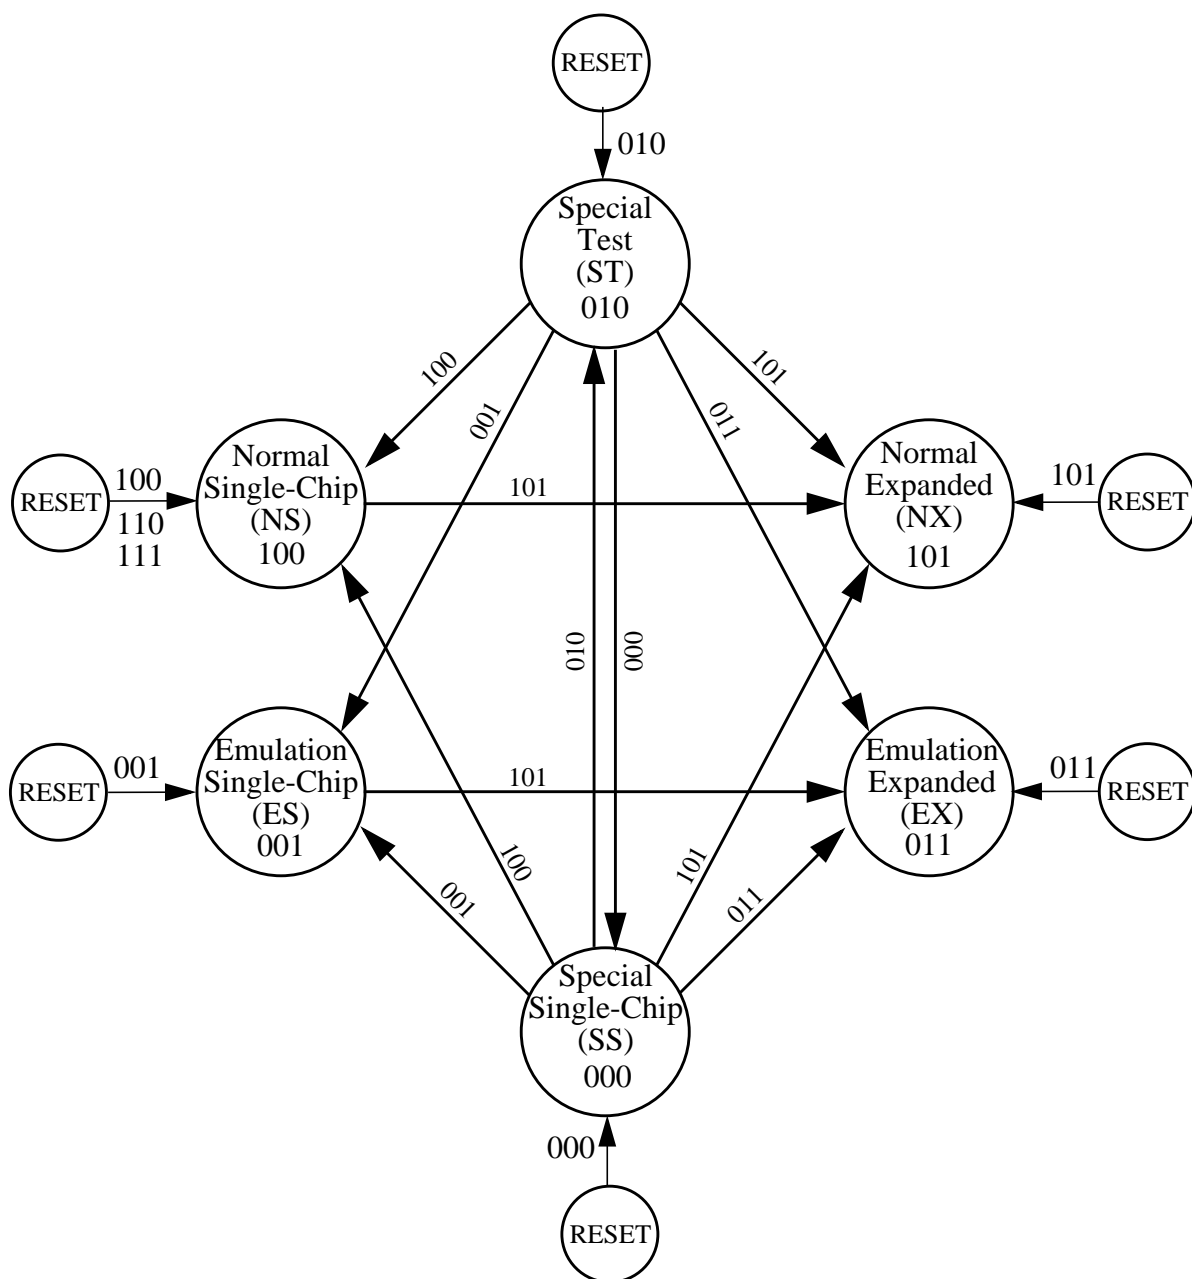 RESET
010
Special
Test
(ST)
010
100
001
101
011
Normal
Single-Chip
(NS)
100
RESET
100
110
111
101
Normal
Expanded
(NX)
101
101
RESET
010
000
Emulation
Single-Chip
(ES)
001
RESET
001
101
Emulation
Expanded
(EX)
011
011
RESET
001
100
101
011
Special
Single-Chip
(SS)
000
000
RESET